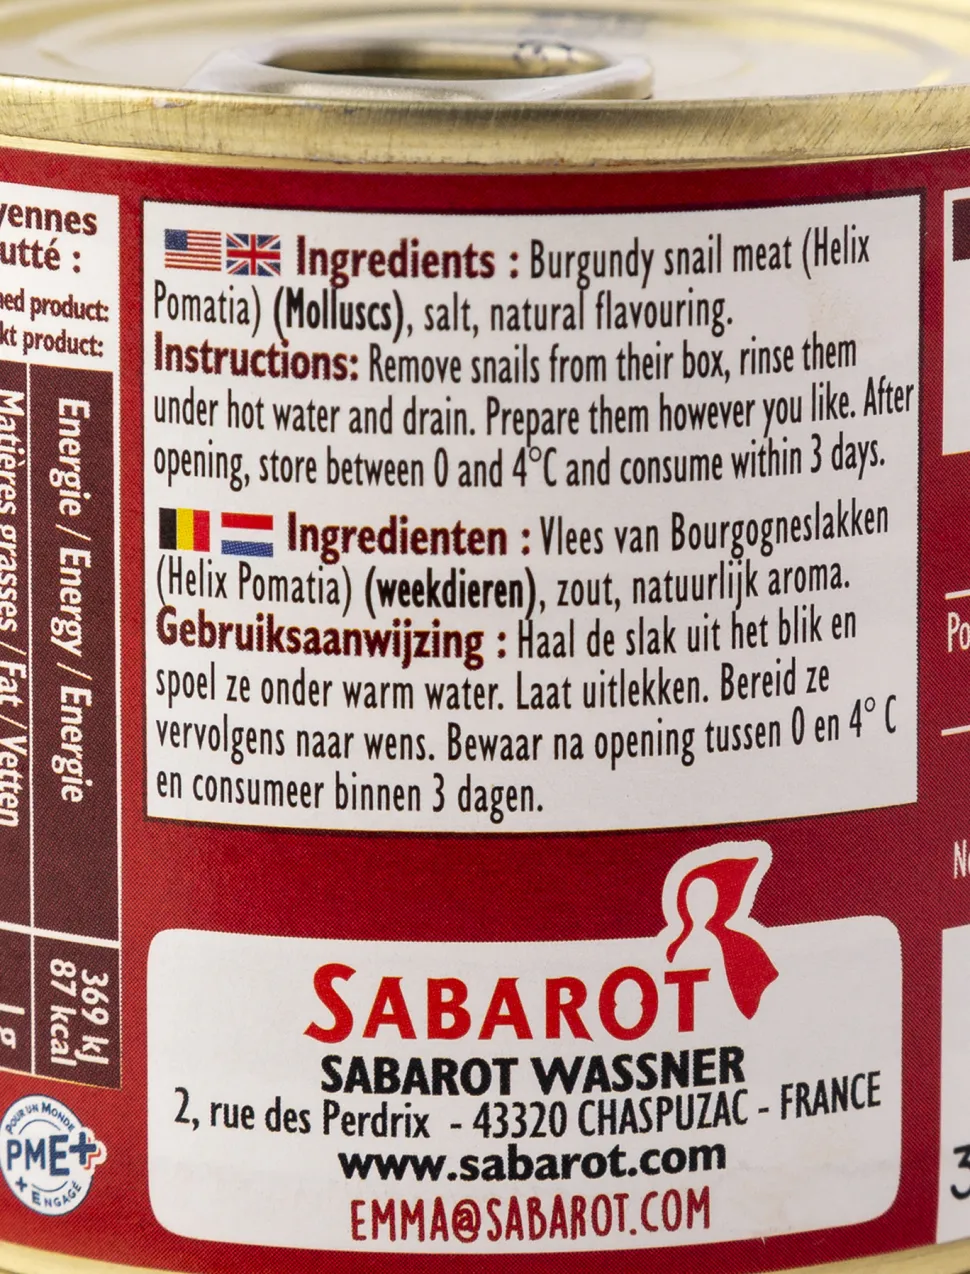 utté :
product:
product:
Energie / Energy / Energie
369 kJ
87 kcal
Matières grasses / Fat / Vetten
1 g
POUR UN MONDE
PME+
+ ENGAGÉ
Ingredients : Burgundy snail meat (Helix
Pomatia) (Molluscs), salt, natural flavouring.
Instructions: Remove snails from their box, rinse them
under hot water and drain. Prepare them however you like. After
opening, store between 0 and 4°C and consume within 3 days.
Ingredienten : Vlees van Bourgogneslakken
(Helix Pomatia) (weekdieren), zout, natuurlijk aroma.
Gebruiksaanwijzing : Haal de slak uit het blik en
spoel ze onder warm water. Laat uitlekken. Bereid ze
vervolgens naar wens. Bewaar na opening tussen 0 en 4° C
en consumeer binnen 3 dagen.
SABAROT
SABAROT WASSNER
2, rue des Perdrix - 43320 CHASPUZAC - FRANCE
www.sabarot.com
EMMA@SABAROT.COM